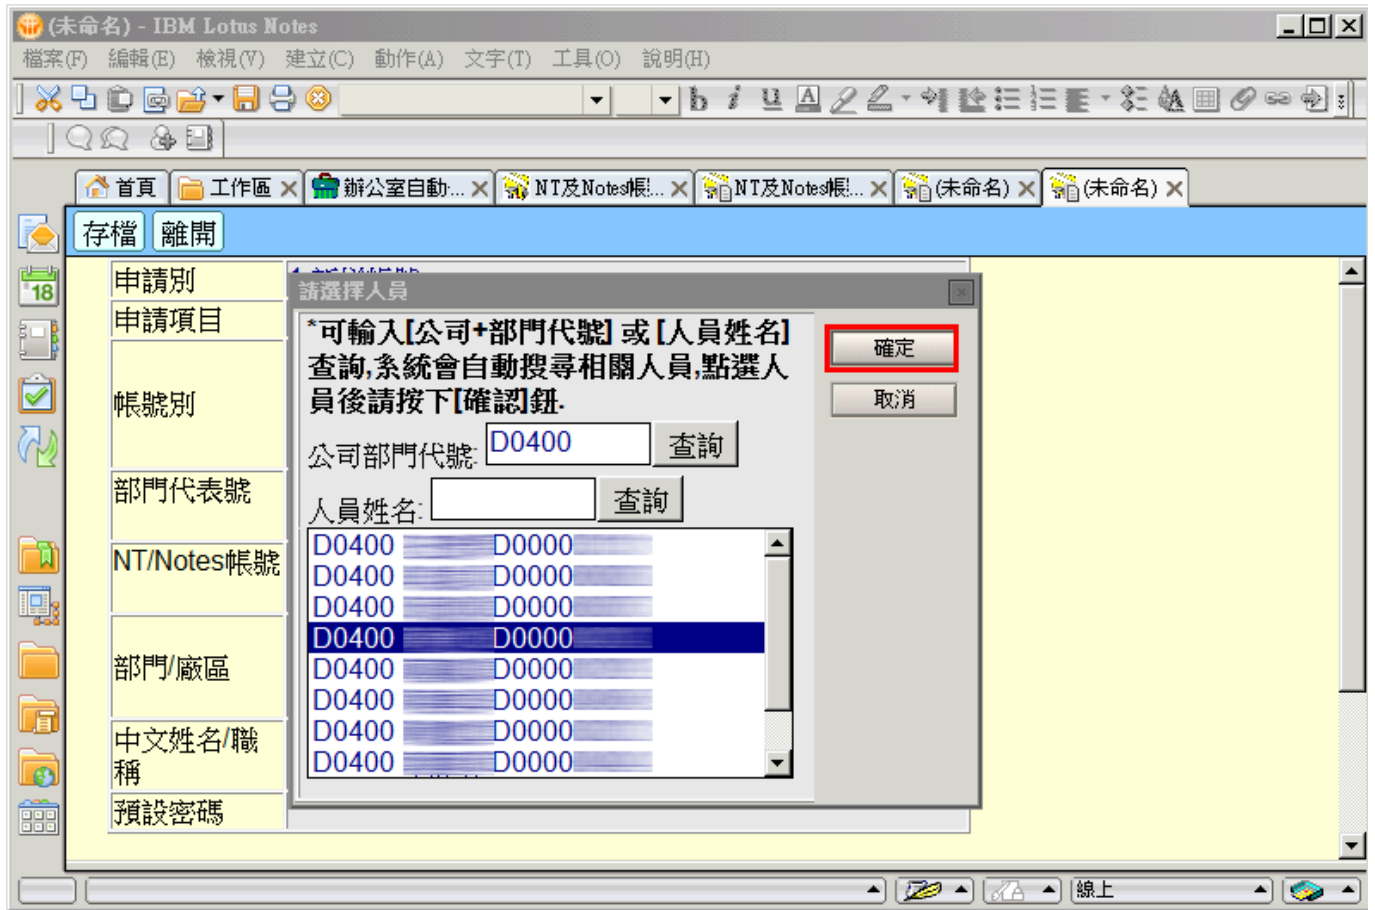 (未命名) - IBM Lotus Notes
檔案(F) 編輯(E) 檢視(V) 建立(C) 動作(A) 文字(T) 工具(O) 說明(H)
首頁 工作區 辦公室自動·... NT及Notes帳!... NT及Notes帳!... (未命名) (未命名)
存檔 離開
18
申請別
申請項目
帳號別
部門代表號
NT/Notes帳號
部門/廠區
中文姓名/職
稱
預設密碼
請選擇人員
*可輸入[公司+部門代號] 或 [人員姓名]
查詢,系統會自動搜尋相關人員,點選人
員後請按下[確認]鈕.
公司部門代號: D0400 查詢
人員姓名: 查詢
D0400 D0000
D0400 D0000
D0400 D0000
D0400 D0000
D0400 D0000
D0400 D0000
D0400 D0000
D0400 D0000
確定
取消
線上